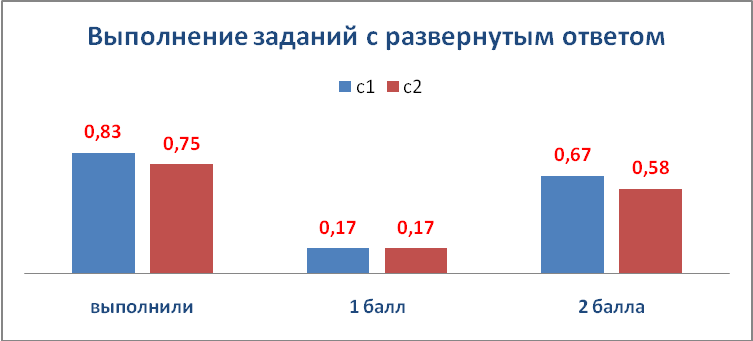 Выполнение заданий с развернутым ответом
с1 с2
0,83 0,75 0,17 0,17 0,67 0,58
выполнили 1 балл 2 балла